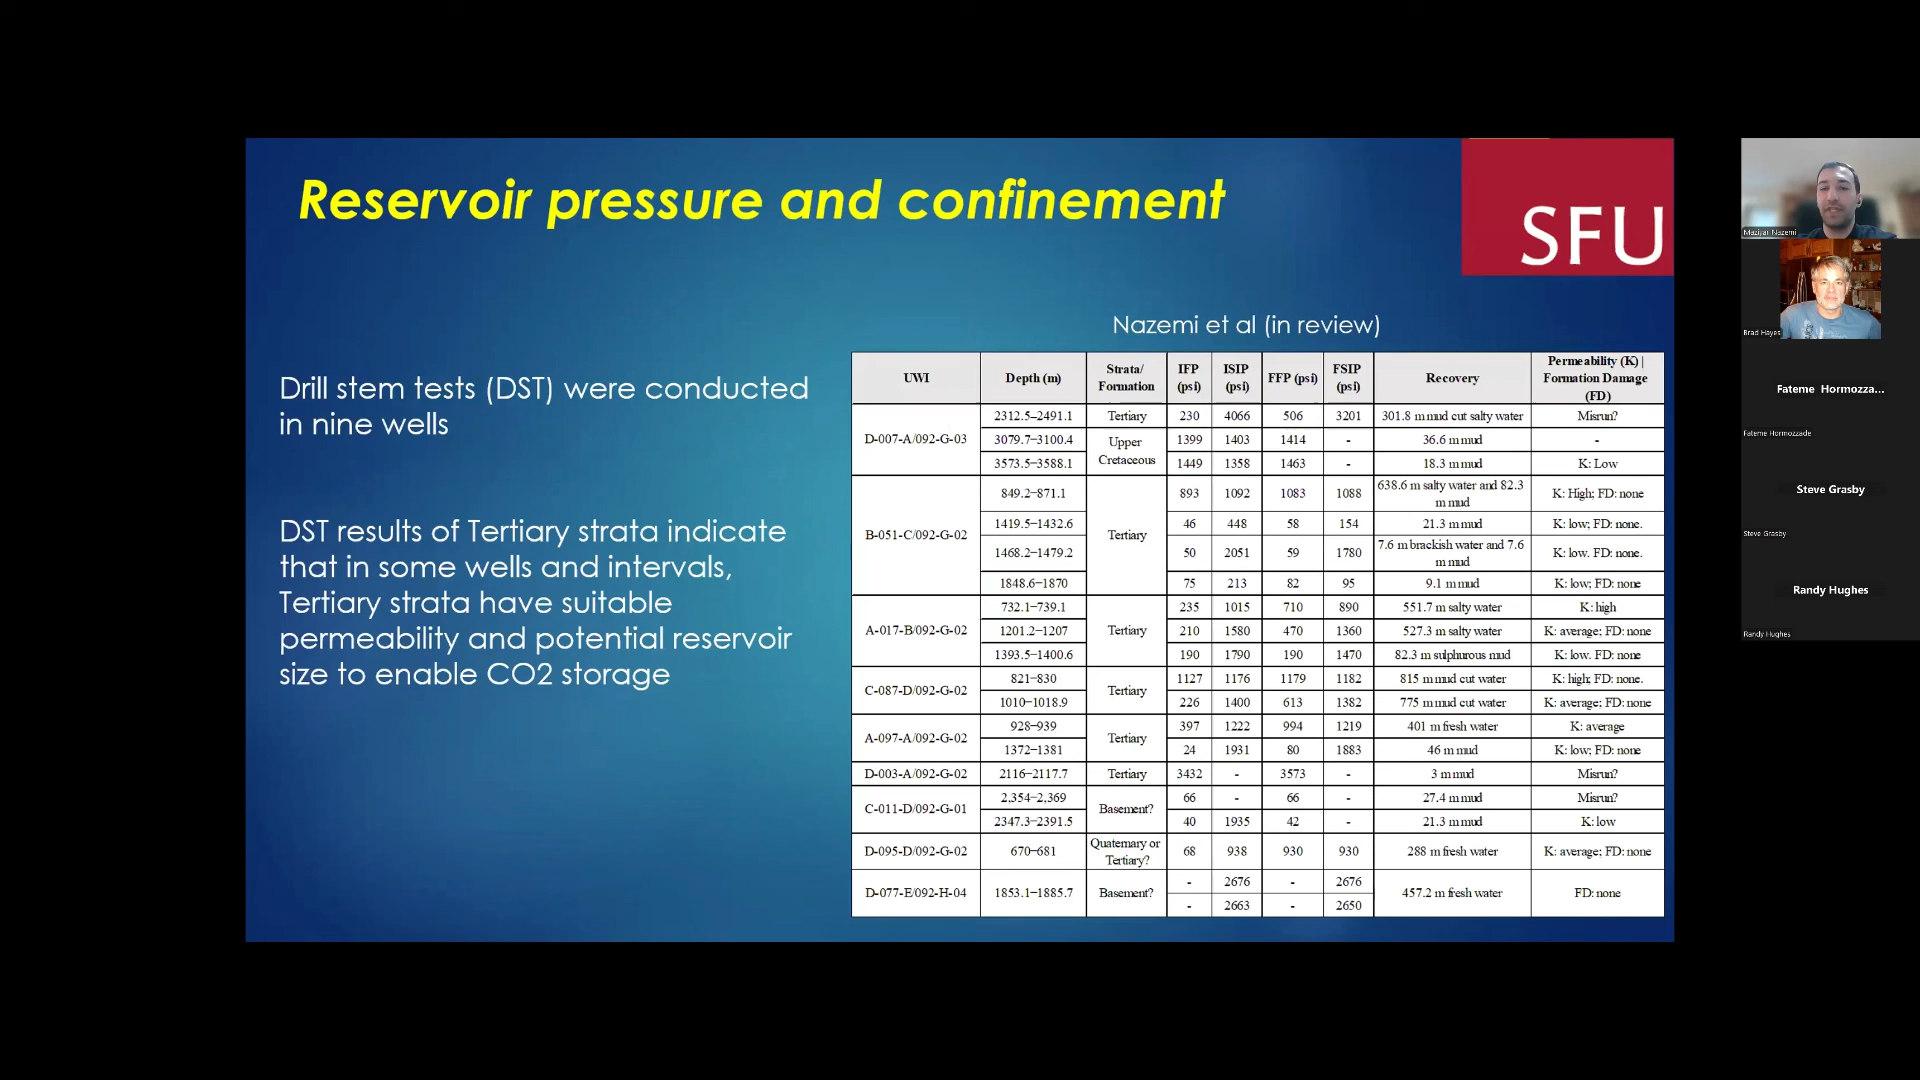 Reservoir pressure and confinement
SFU
Nazemi et al (in review)
Drill stem tests (DST) were conducted
in nine wells
DST results of Tertiary strata indicate
that in some wells and intervals,
Tertiary strata have suitable
permeability and potential reservoir
size to enable CO2 storage
UWI Depth (m) Strata/ Formation IFP (psi) ISIP (psi) FFP (psi) FSIP (psi) Recovery Permeability (K) | Formation Damage (FD)
D-007-A/092-G-03 2312.5–2491.1 Tertiary 230 4066 506 3201 301.8 m mud cut salty water Misrun?
3079.7–3100.4 Upper Cretaceous 1399 1403 1414 - 36.6 m mud -
3573.5–3588.1 1449 1358 1463 - 18.3 m mud K: Low
B-051-C/092-G-02 849.2–871.1 Tertiary 893 1092 1083 1088 638.6 m salty water and 82.3 m mud K: High; FD: none
1419.5–1432.6 46 448 58 154 21.3 m mud K: low; FD: none.
1468.2–1479.2 50 2051 59 1780 7.6 m brackish water and 7.6 m mud K: low. FD: none.
1848.6–1870 75 213 82 95 9.1 m mud K: low; FD: none
A-017-B/092-G-02 732.1–739.1 Tertiary 235 1015 710 890 551.7 m salty water K: high
1201.2–1207 210 1580 470 1360 527.3 m salty water K: average; FD: none
1393.5–1400.6 190 1790 190 1470 82.3 m sulphurous mud K: low. FD: none
C-087-D/092-G-02 821–830 Tertiary 1127 1176 1179 1182 815 m mud cut water K: high; FD: none.
1010–1018.9 226 1400 613 1382 775 m mud cut water K: average; FD: none
A-097-A/092-G-02 928–939 Tertiary 397 1222 994 1219 401 m fresh water K: average
1372–1381 24 1931 80 1883 46 m mud K: low; FD: none
D-003-A/092-G-02 2116–2117.7 Tertiary 3432 - 3573 - 3 m mud Misrun?
C-011-D/092-G-01 2,354–2,369 Basement? 66 - 66 - 27.4 m mud Misrun?
2347.3–2391.5 40 1935 42 - 21.3 m mud K: low
D-095-D/092-G-02 670–681 Quaternary or Tertiary? 68 938 930 930 288 m fresh water K: average; FD: none
D-077-E/092-H-04 1853.1–1885.7 Basement? - 2676 - 2676 457.2 m fresh water FD: none
- 2663 - 2650
Maziyar Nazemi
Brad Hayes
Fateme Hormozza...
Fateme Hormozzade
Steve Grasby
Steve Grasby
Randy Hughes
Randy Hughes